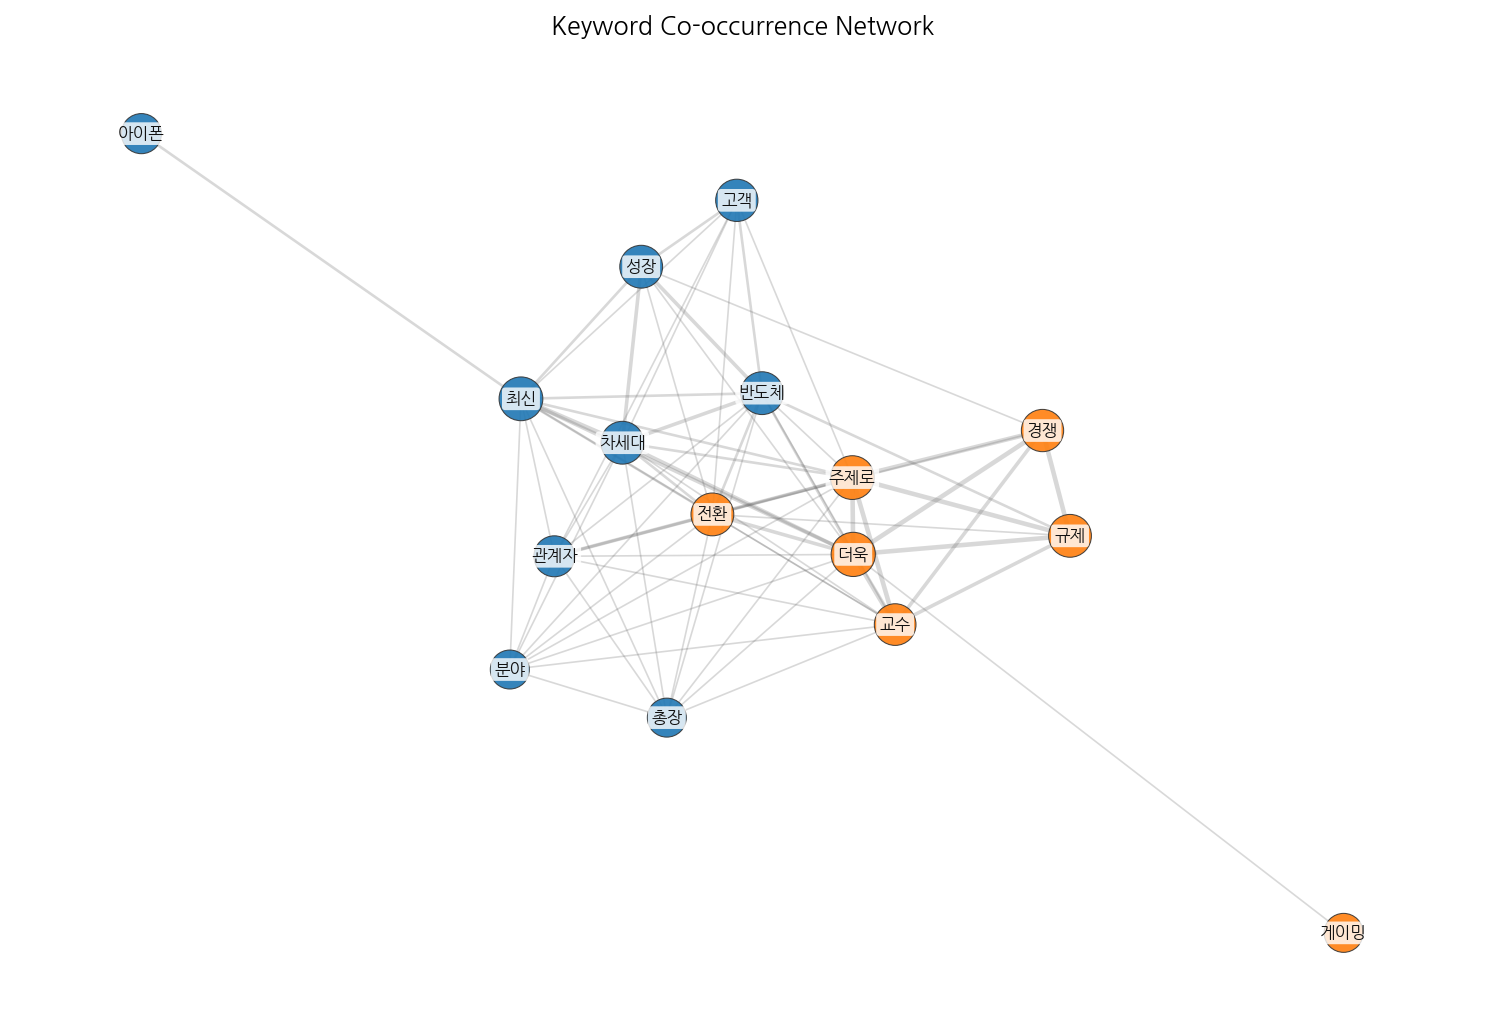 Keyword Co-occurrence Network
아이폰
고객
성장
반도체
최신
경쟁
차세대
주제로
전환
규제
더욱
관계자
교수
분야
총장
게이밍